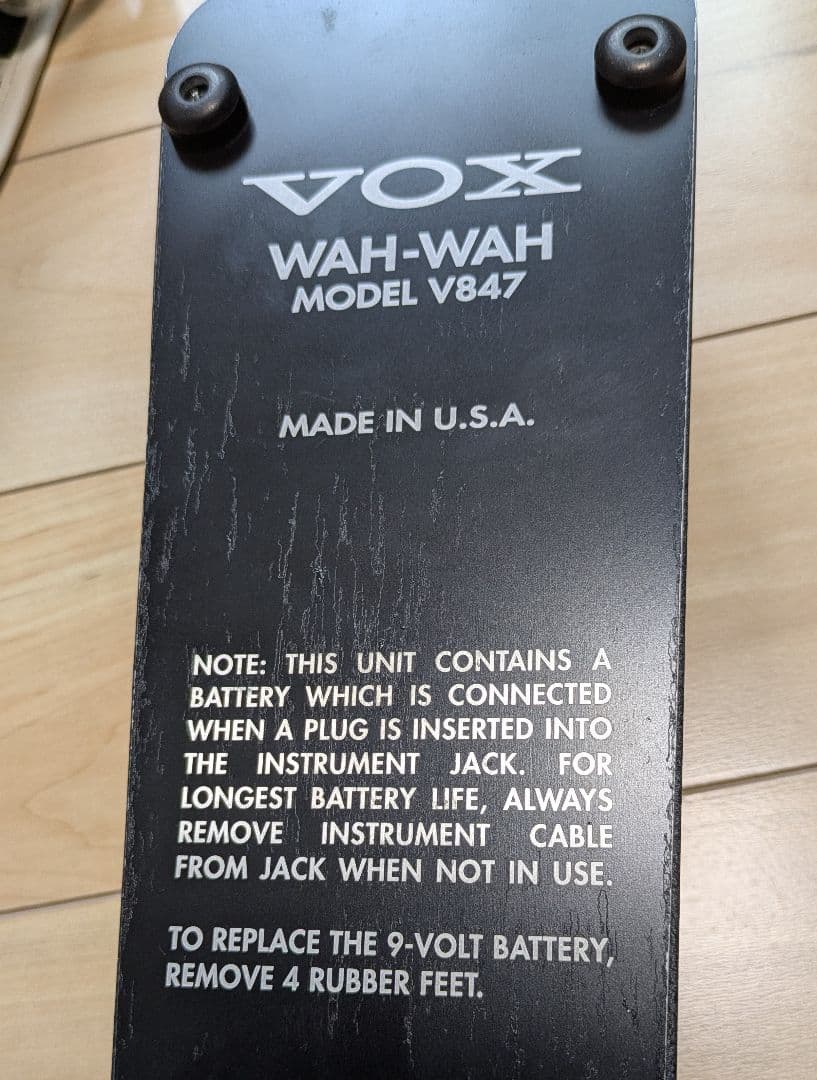 VOX
WAH-WAH
MODEL V847
MADE IN U.S.A.
NOTE: THIS UNIT CONTAINS A
BATTERY WHICH IS CONNECTED
WHEN A PLUG IS INSERTED INTO
THE INSTRUMENT JACK. FOR
LONGEST BATTERY LIFE, ALWAYS
REMOVE INSTRUMENT CABLE
FROM JACK WHEN NOT IN USE.
TO REPLACE THE 9-VOLT BATTERY,
REMOVE 4 RUBBER FEET.